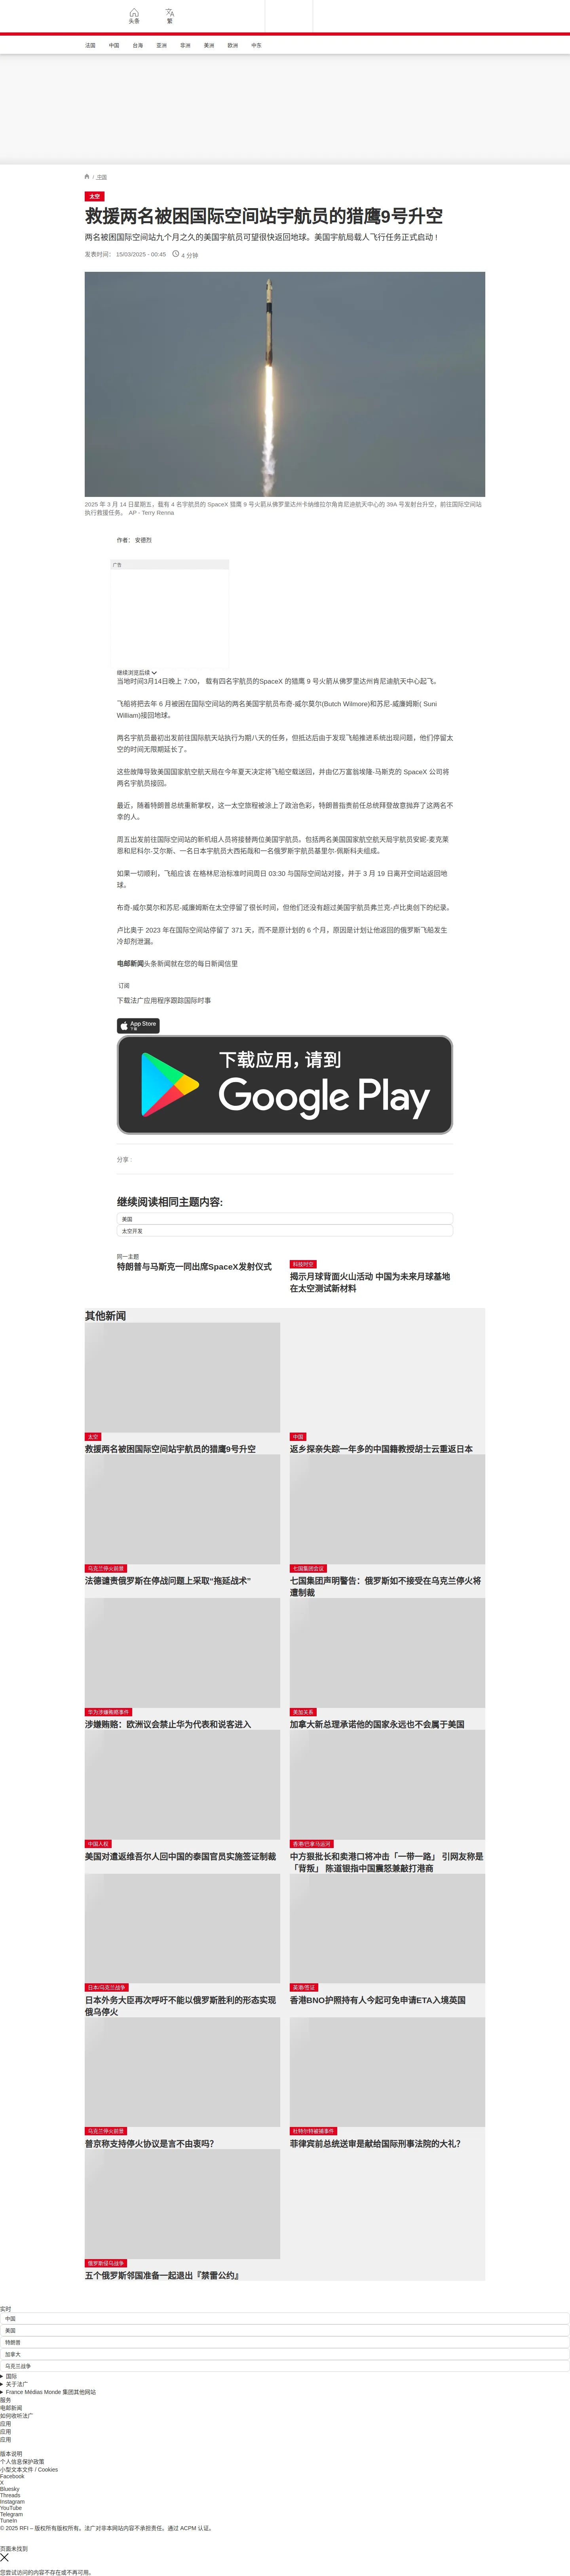 头条
繁
法国
中国
台海
亚洲
非洲
美洲
欧洲
中东
/ 中国
太空
救援两名被困国际空间站宇航员的猎鹰9号升空
两名被困国际空间站九个月之久的美国宇航员可望很快返回地球。美国宇航局载人飞行任务正式启动！
发表时间： 15/03/2025 - 00:45
4 分钟
2025 年 3 月 14 日星期五，载有 4 名宇航员的 SpaceX 猎鹰 9 号火箭从佛罗里达州卡纳维拉尔角肯尼迪航天中心的 39A 号发射台升空，前往国际空间站
执行救援任务。 AP - Terry Renna
作者： 安德烈
广告
继续浏览后续
当地时间3月14日晚上 7:00， 载有四名宇航员的SpaceX 的猎鹰 9 号火箭从佛罗里达州肯尼迪航天中心起飞。
飞船将把去年 6 月被困在国际空间站的两名美国宇航员布奇-威尔莫尔(Butch Wilmore)和苏尼-威廉姆斯( Suni
William)接回地球。
两名宇航员最初出发前往国际航天站执行为期八天的任务，但抵达后由于发现飞船推进系统出现问题，他们停留太
空的时间无限期延长了。
这些故障导致美国国家航空航天局在今年夏天决定将飞船空载送回，并由亿万富翁埃隆-马斯克的 SpaceX 公司将
两名宇航员接回。
最近，随着特朗普总统重新掌权，这一太空旅程被涂上了政治色彩，特朗普指责前任总统拜登故意抛弃了这两名不
幸的人。
周五出发前往国际空间站的新机组人员将接替两位美国宇航员，包括两名美国国家航空航天局宇航员安妮-麦克莱
恩和尼科尔-艾尔斯、一名日本宇航员大西拓哉和一名俄罗斯宇航员基里尔-佩斯科夫组成。
如果一切顺利，飞船应该 在格林尼治标准时间周日 03:30 与国际空间站对接，并于 3 月 19 日离开空间站返回地
球。
布奇-威尔莫尔和苏尼-威廉姆斯在太空停留了很长时间，但他们还没有超过美国宇航员弗兰克-卢比奥创下的纪录。
卢比奥于 2023 年在国际空间站停留了 371 天，而不是原计划的 6 个月，原因是计划让他返回的俄罗斯飞船发生
冷却剂泄漏。
电邮新闻头条新闻就在您的每日新闻信里
订阅
下载法广应用程序跟踪国际时事
App Store
下载
下载应用，请到
Google Play
分享 :
继续阅读相同主题内容:
美国
太空开发
同一主题
特朗普与马斯克一同出席SpaceX发射仪式
科技时空
揭示月球背面火山活动 中国为未来月球基地
在太空测试新材料
其他新闻
太空
救援两名被困国际空间站宇航员的猎鹰9号升空
中国
返乡探亲失踪一年多的中国籍教授胡士云重返日本
乌克兰停火前景
法德谴责俄罗斯在停战问题上采取“拖延战术”
七国集团会议
七国集团声明警告：俄罗斯如不接受在乌克兰停火将
遭制裁
华为涉嫌贿赂事件
涉嫌贿赂：欧洲议会禁止华为代表和说客进入
美加关系
加拿大新总理承诺他的国家永远也不会属于美国
中国人权
美国对遣返维吾尔人回中国的泰国官员实施签证制裁
香港/巴拿马运河
中方狠批长和卖港口将冲击「一带一路」 引网友称是
「背叛」 陈道银指中国震怒兼敲打港商
日本/乌克兰战争
日本外务大臣再次呼吁不能以俄罗斯胜利的形态实现
俄乌停火
英港/签证
香港BNO护照持有人今起可免申请ETA入境英国
乌克兰停火前景
普京称支持停火协议是言不由衷吗？
杜特尔特被捕事件
菲律宾前总统送审是献给国际刑事法院的大礼？
俄罗斯侵乌战争
五个俄罗斯邻国准备一起退出『禁雷公约』
实时
中国
美国
特朗普
加拿大
乌克兰战争
国际
关于法广
France Médias Monde 集团其他网站
服务
电邮新闻
如何收听法广
应用
应用
应用
版本说明
个人信息保护政策
小型文本文件 / Cookies
Facebook
X
Bluesky
Threads
Instagram
YouTube
Telegram
TuneIn
© 2025 RFI – 版权所有版权所有。法广对非本网站内容不承担责任。通过 ACPM 认证。
页面未找到
您尝试访问的内容不存在或不再可用。